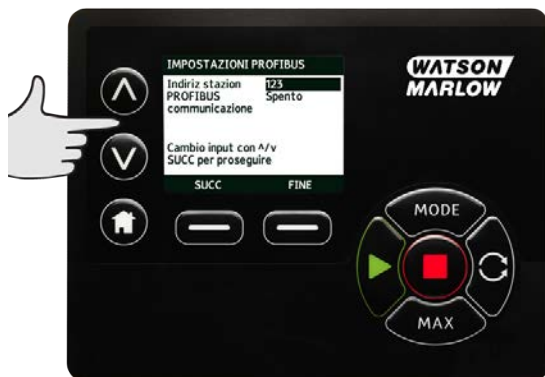 IMPOSTAZIONI PROFIBUS
Indiriz stazion 123
PROFIBUS Spento
communicazione
Cambio input con ^/v
SUCC per proseguire
SUCC FINE
WATSON
MARLOW
MODE
MAX